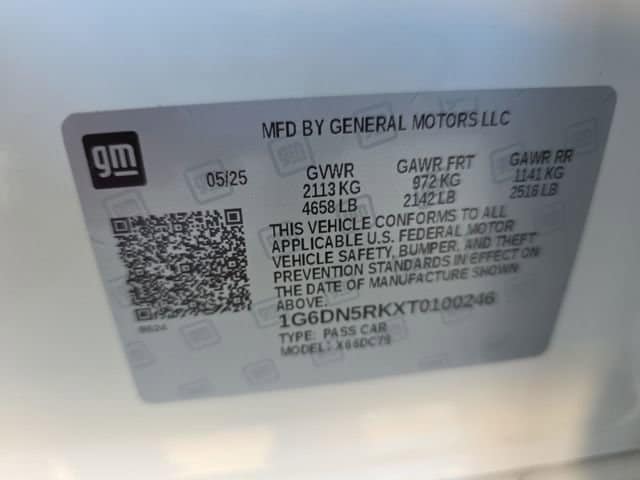 MFD BY GENERAL MOTORS LLC
gm
05/25
GVWR
2113 KG
4658 LB
GAWR FRT
972 KG
2142 LB
GAWR RR
1141 KG
2516 LB
THIS VEHICLE CONFORMS TO ALL
APPLICABLE U.S. FEDERAL MOTOR
VEHICLE SAFETY, BUMPER, AND THEFT
PREVENTION STANDARDS IN EFFECT ON
THE DATE OF MANUFACTURE SHOWN
ABOVE.
1G6DN5RKXT0100246
TYPE: PASS CAR
MODEL: